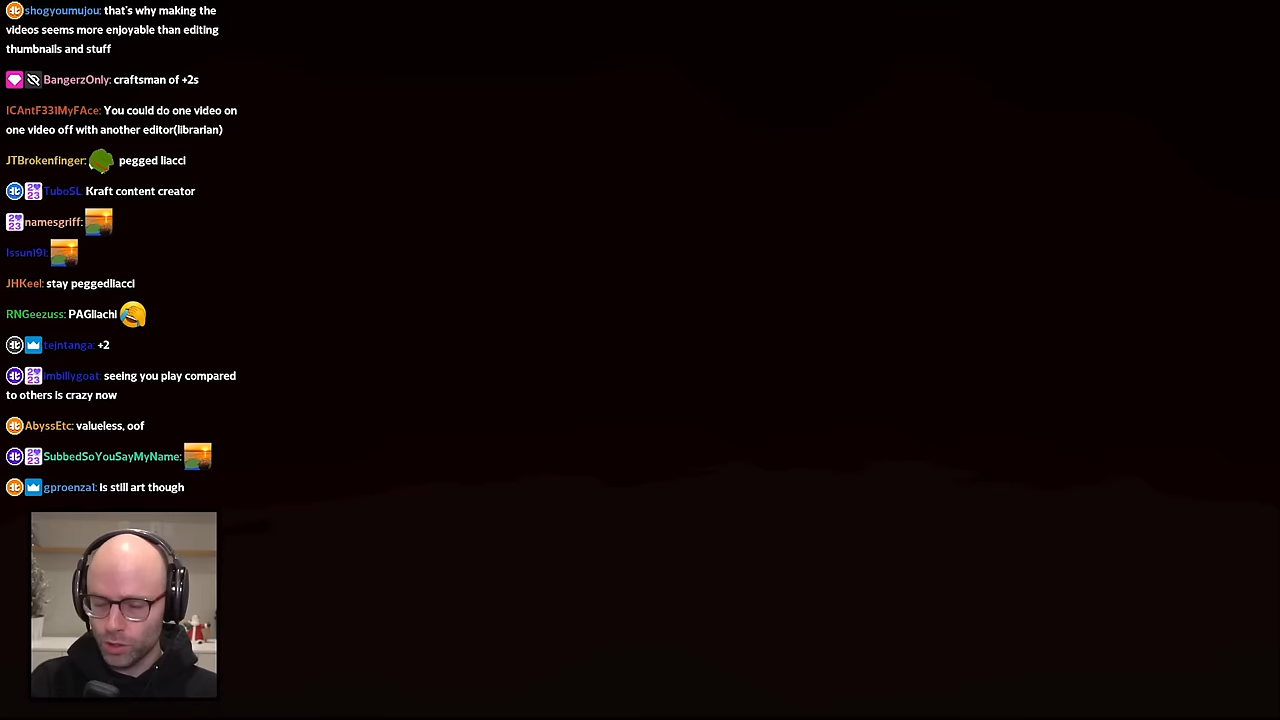 shogyoumujou: that's why making the
videos seems more enjoyable than editing
thumbnails and stuff
BangerzOnly: craftsman of +2s
ICAntF33lMyFAce: You could do one video on
one video off with another editor(librarian)
JTBrokenfinger: pegged liacci
TuboSL: Kraft content creator
namesgriff:
Issun191:
JHKeel: stay peggedliacci
RNGeezuss: PAGliachi
tejntanga: +2
imbillygoat: seeing you play compared
to others is crazy now
AbyssEtc: valueless, oof
SubbedSoYouSayMyName:
gproenza1: is still art though